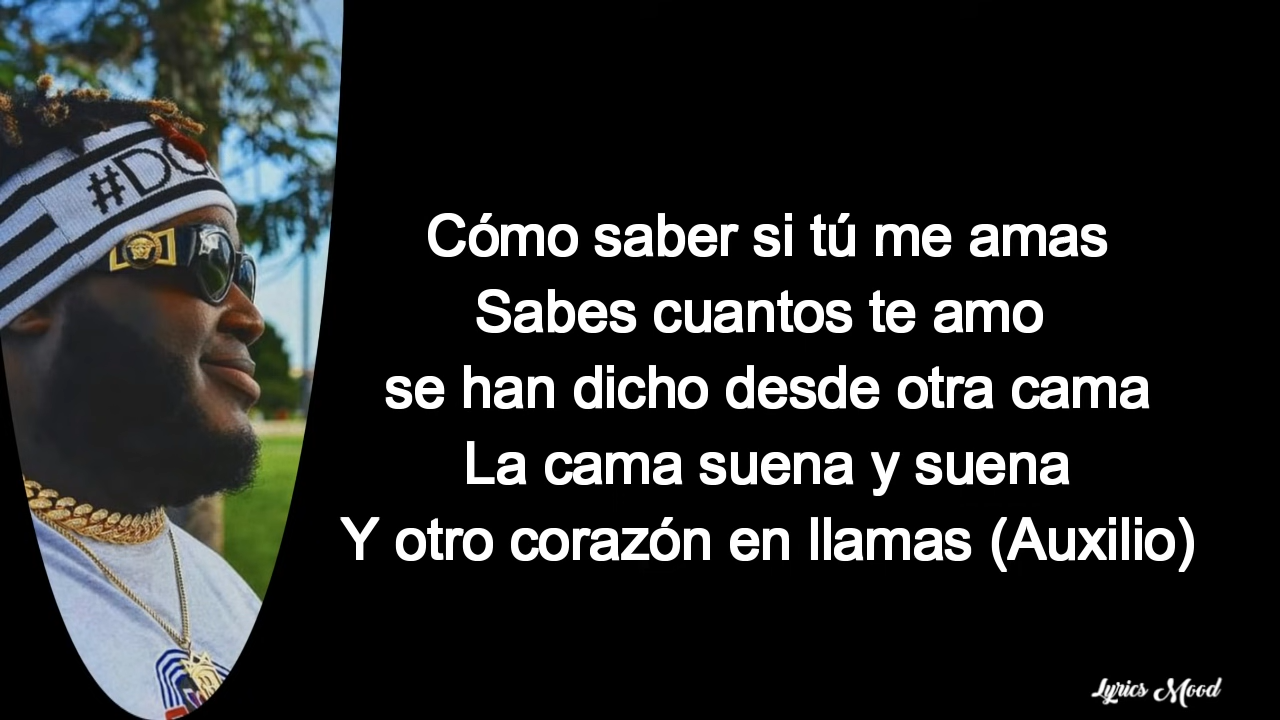 #DO
Cómo saber si tú me amas
Sabes cuantos te amo
se han dicho desde otra cama
La cama suena y suena
Y otro corazón en llamas (Auxilio)
Lyrics Mood